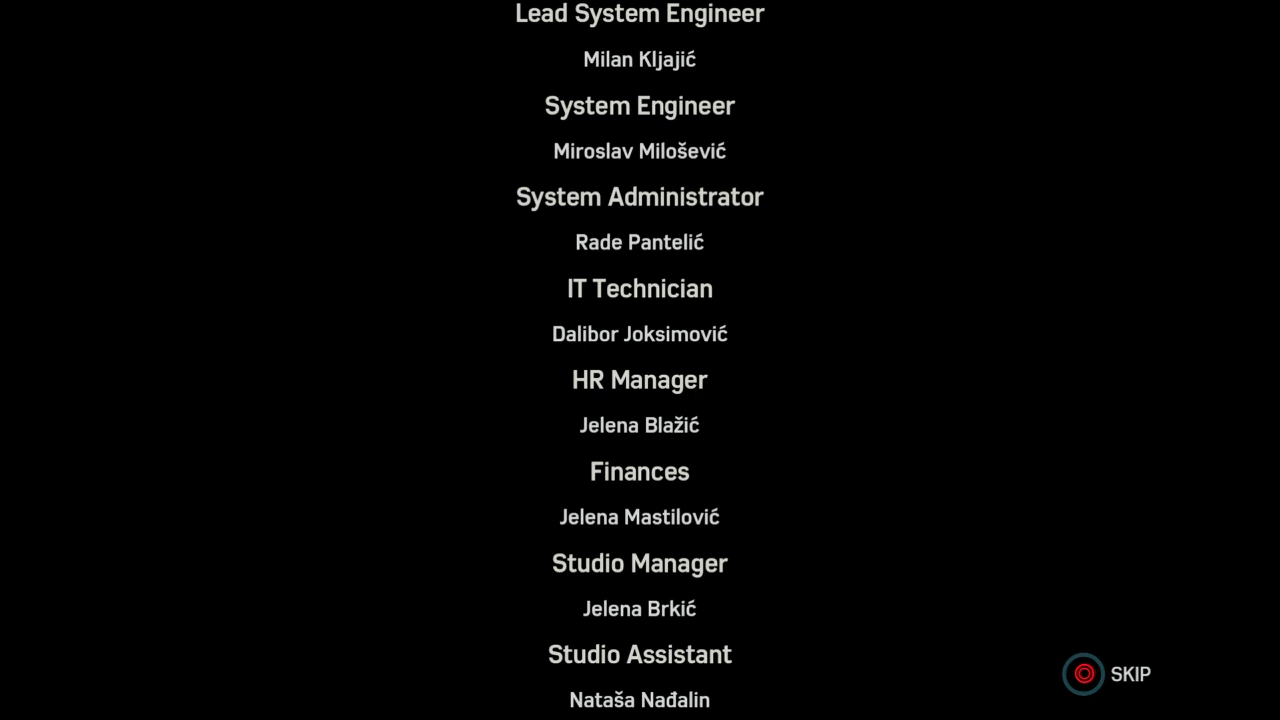 Lead System Engineer
Milan Kljajić
System Engineer
Miroslav Milošević
System Administrator
Rade Pantelić
IT Technician
Dalibor Joksimović
HR Manager
Jelena Blažić
Finances
Jelena Mastilović
Studio Manager
Jelena Brkić
Studio Assistant
Nataša Nađalin
SKIP